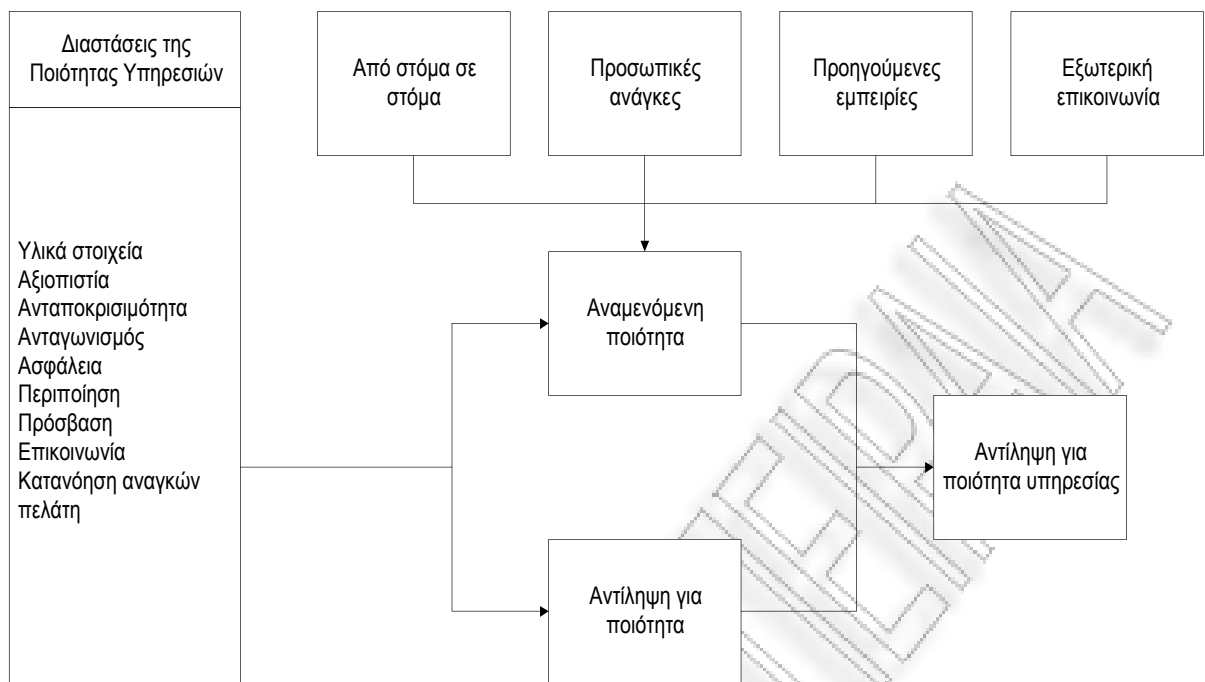 Διαστάσεις της
Ποιότητας Υπηρεσιών
Από στόμα σε
στόμα
Προσωπικές
ανάγκες
Προηγούμενες
εμπειρίες
Εξωτερική
επικοινωνία
Υλικά στοιχεία
Αξιοπιστία
Ανταποκρισιμότητα
Ανταγωνισμός
Ασφάλεια
Περιποίηση
Πρόσβαση
Επικοινωνία
Κατανόηση αναγκών
πελάτη
Αναμενόμενη
ποιότητα
Αντίληψη για
ποιότητα
Αντίληψη για
ποιότητα υπηρεσίας